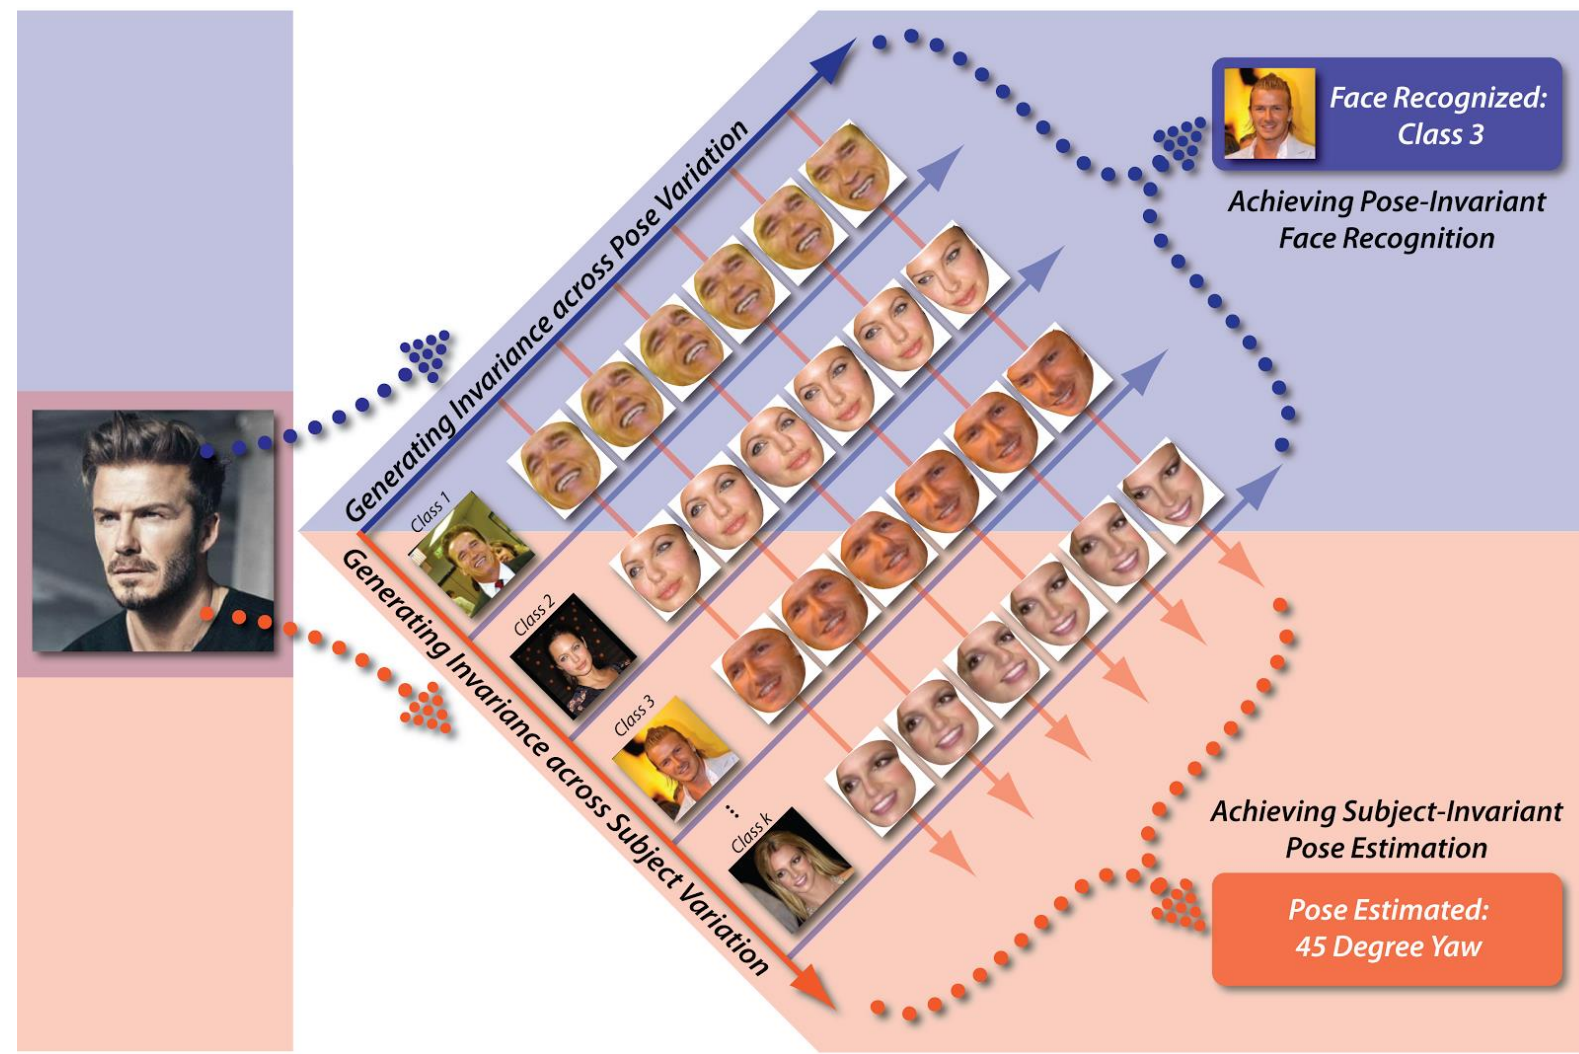 Generating Invariance across Pose Variation
Face Recognized:
Class 3
Achieving Pose-Invariant
Face Recognition
Class 1
Class 2
Class 3
...
Class k
Generating Invariance across Subject Variation
Achieving Subject-Invariant
Pose Estimation
Pose Estimated:
45 Degree Yaw